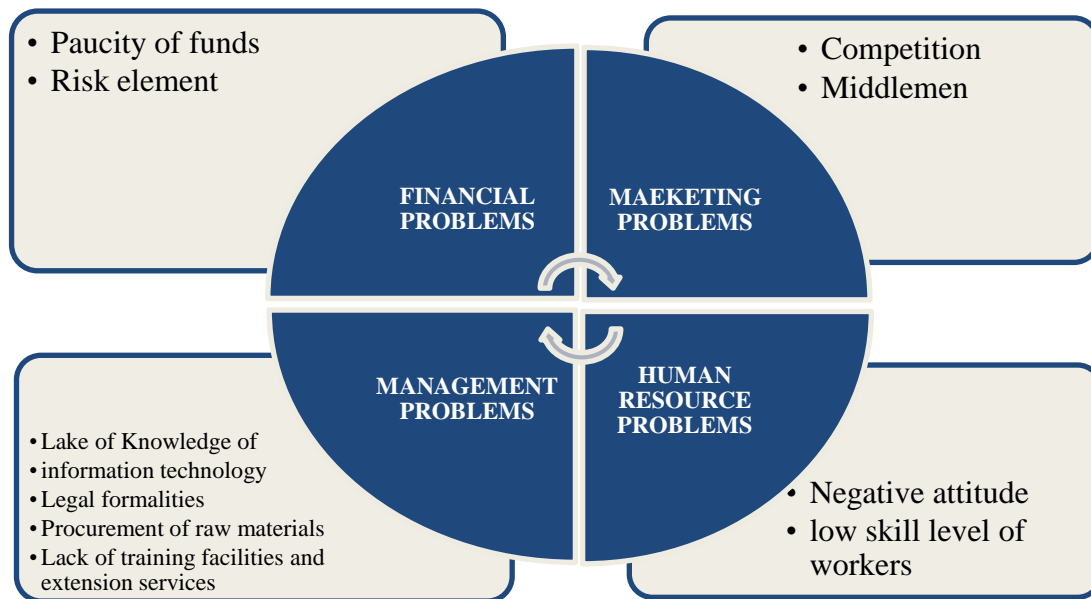 • Paucity of funds
• Risk element
• Competition
• Middlemen
FINANCIAL
PROBLEMS
MAEKETING
PROBLEMS
MANAGEMENT
PROBLEMS
HUMAN
RESOURCE
PROBLEMS
• Lake of Knowledge of
• information technology
• Legal formalities
• Procurement of raw materials
• Lack of training facilities and
extension services
• Negative attitude
• low skill level of
workers